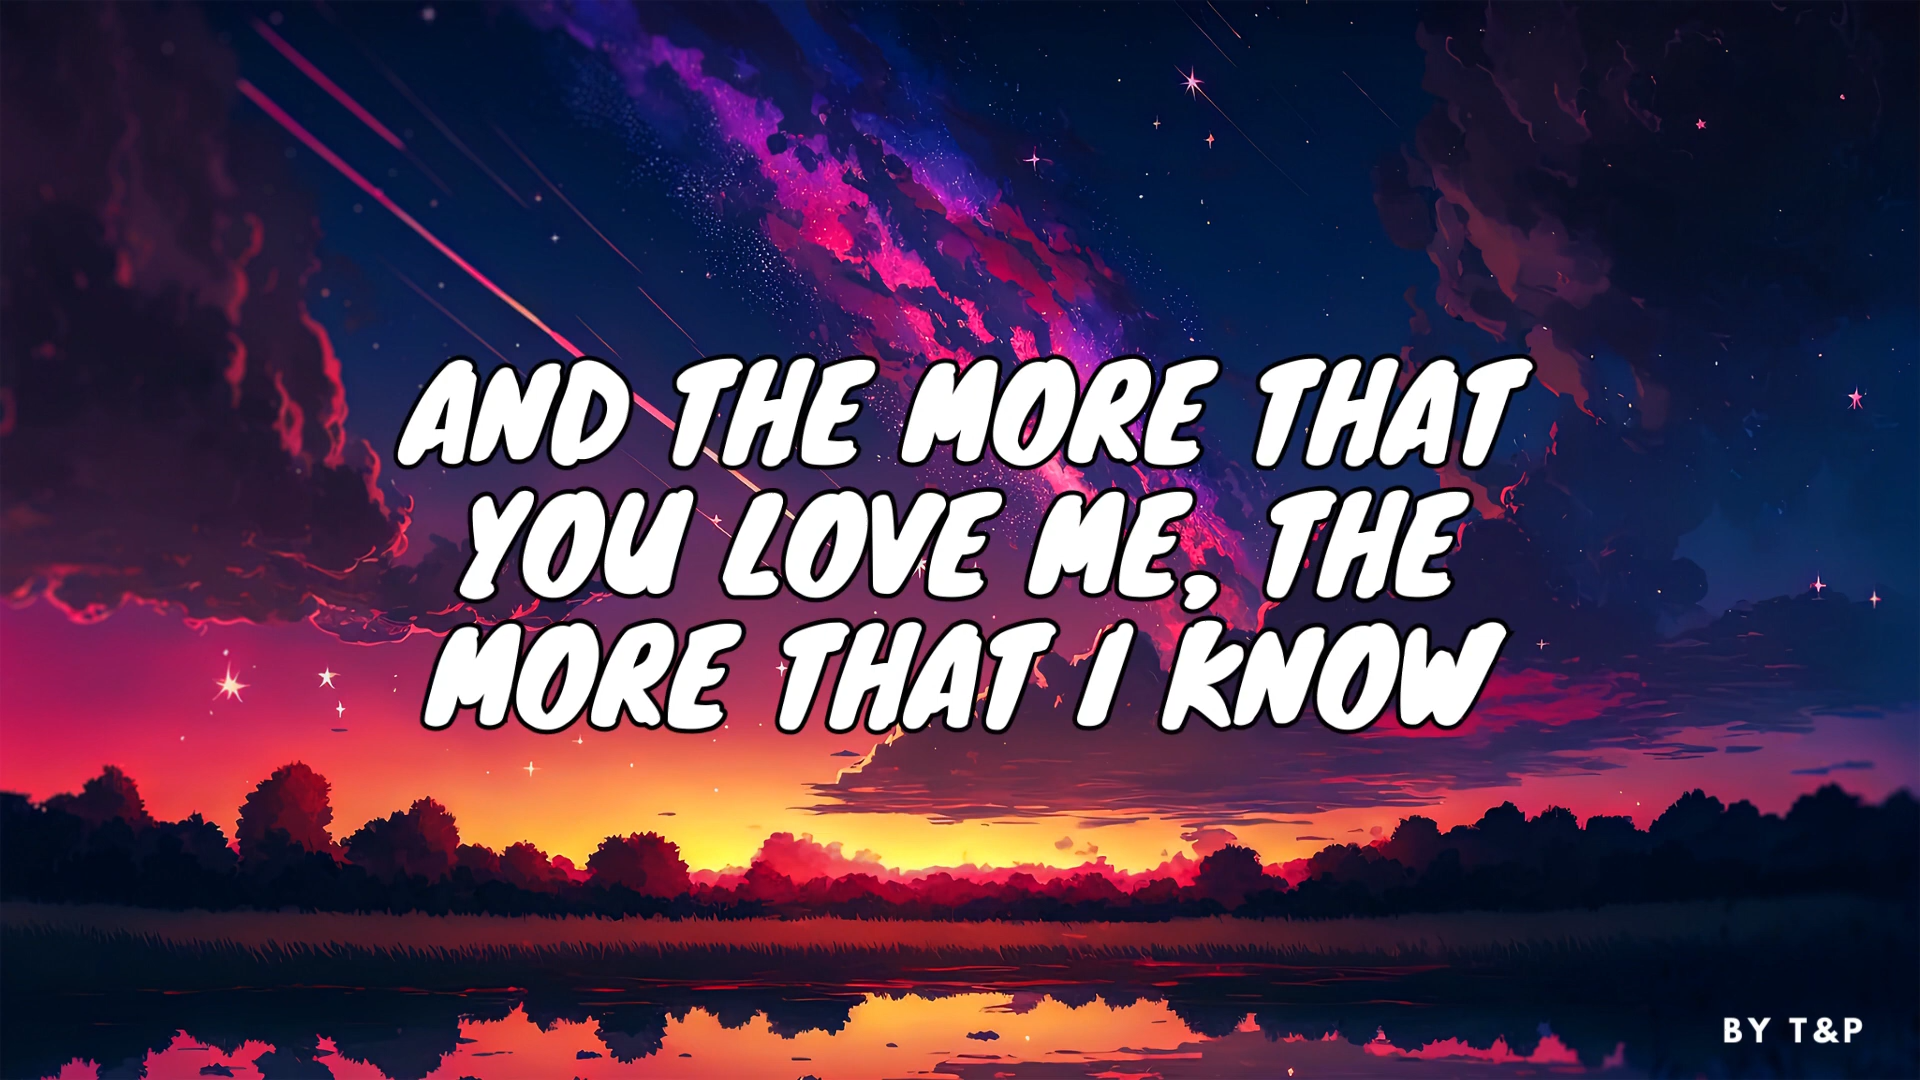 AND THE MORE THAT
YOU LOVE ME, THE
MORE THAT I KNOW
BY T&P